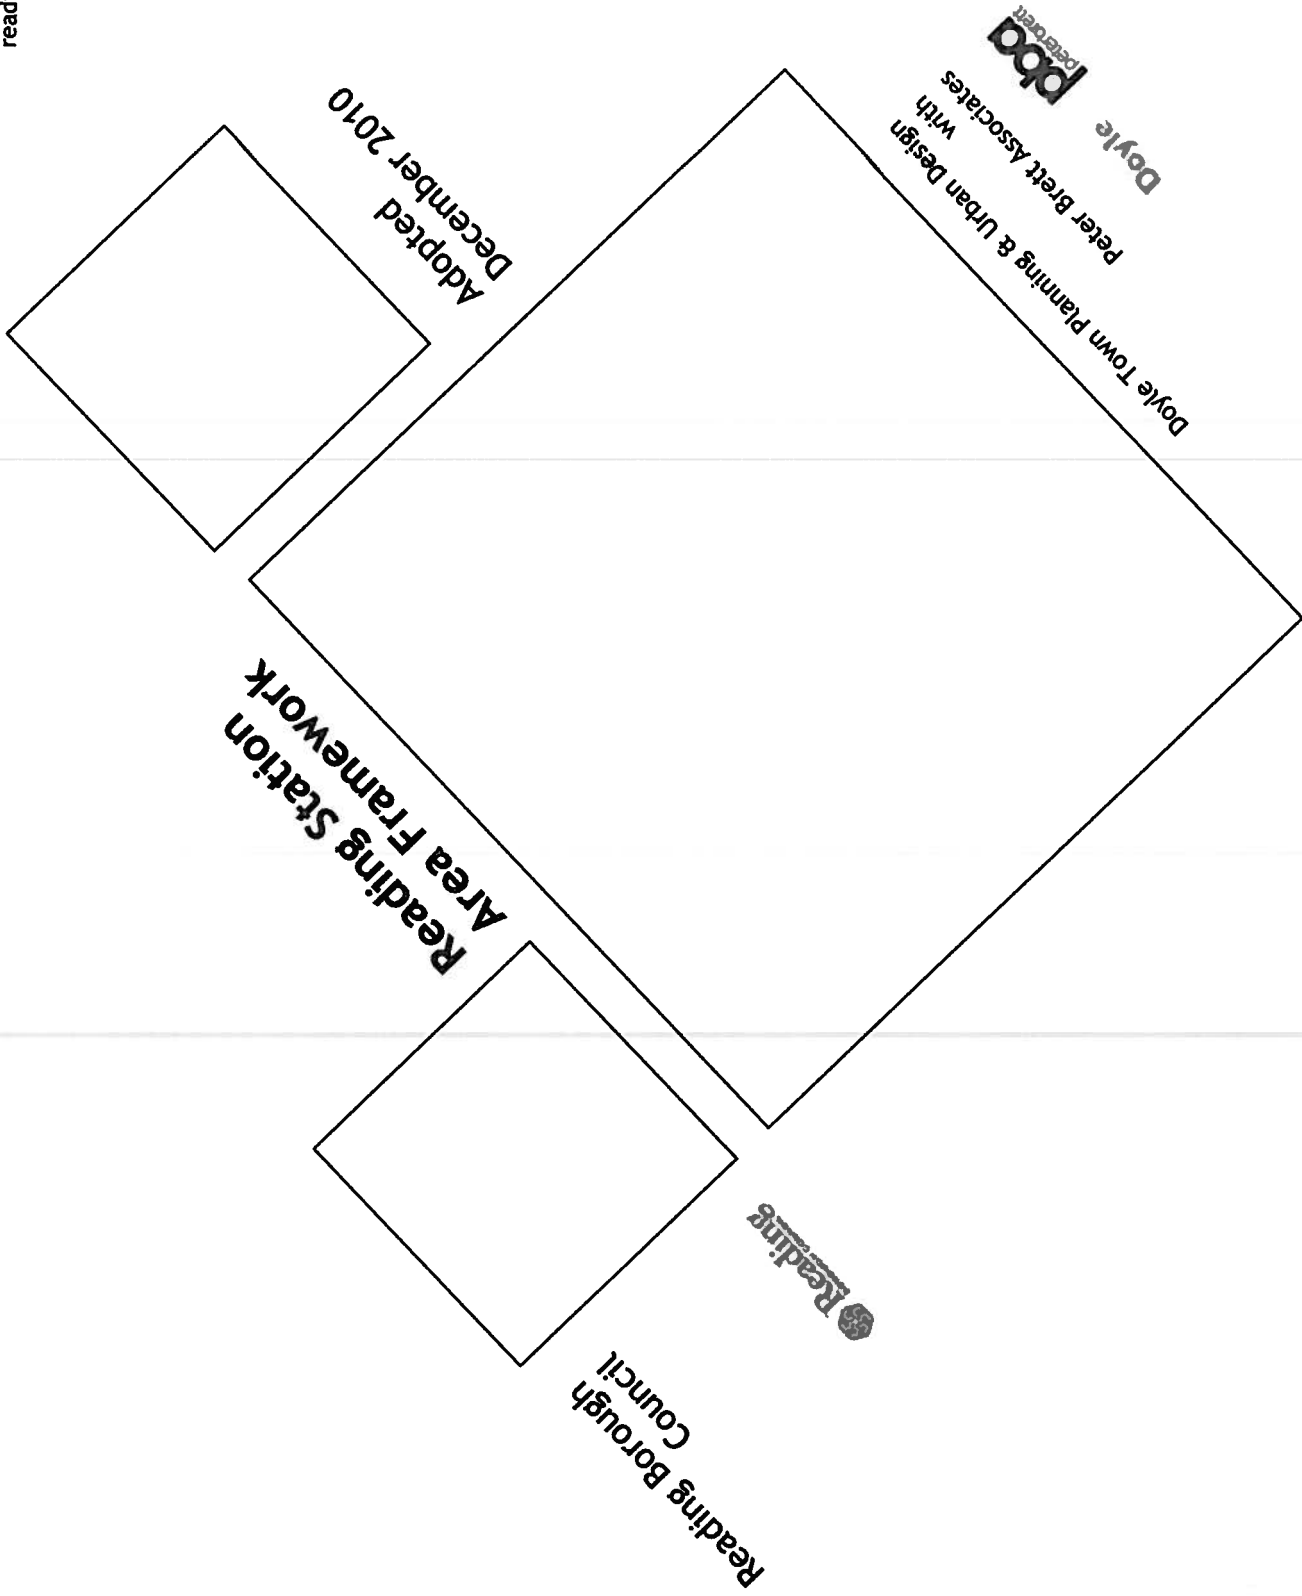 Reading Borough
Council
Reading
Reading Station
Area Framework
Adopted
December 2010
Doyle Town Planning & Urban Design
with
Peter Brett Associates
Doyle
pba
peterbrett
read